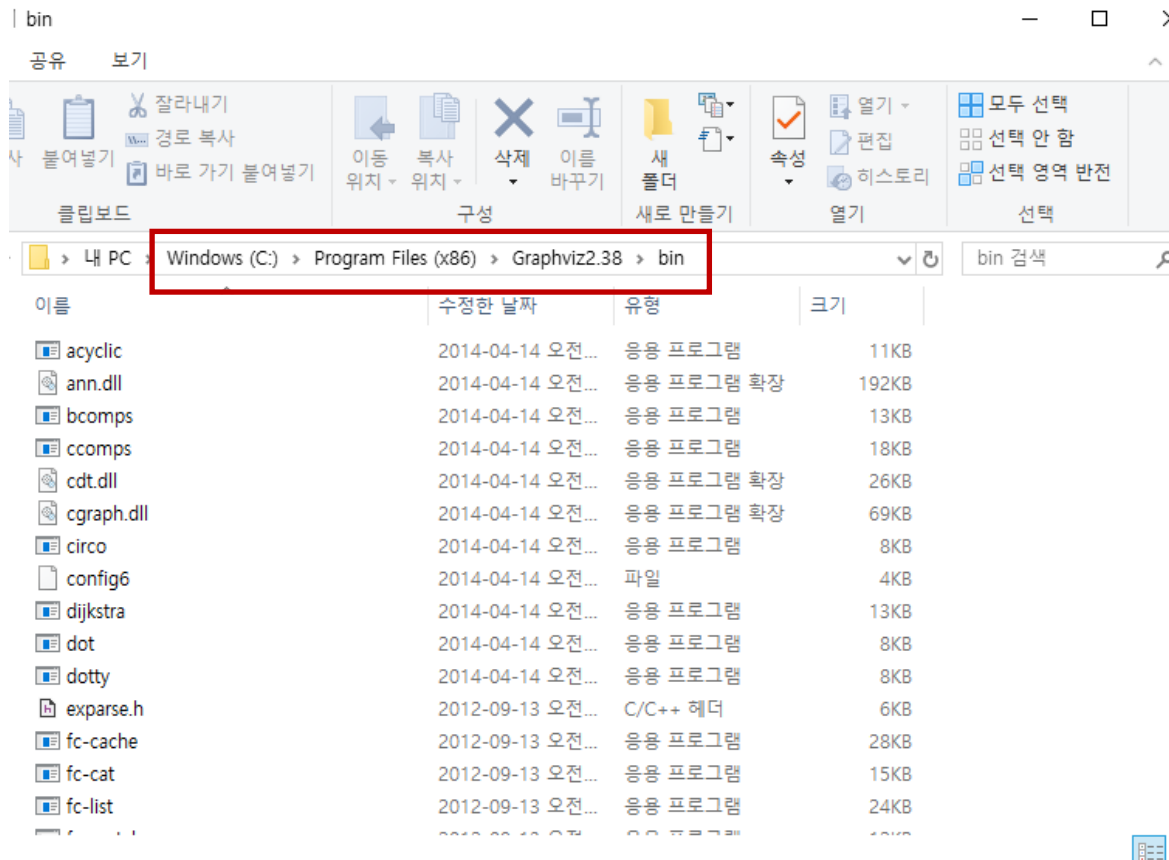 bin
공유 보기
잘라내기
경로 복사
바로 가기 붙여넣기
붙여넣기
이동 위치
복사 위치
삭제
이름 바꾸기
새 폴더
속성
열기
편집
히스토리
모두 선택
선택 안 함
선택 영역 반전
클립보드 구성 새로 만들기 열기 선택
내 PC > Windows (C:) > Program Files (x86) > Graphviz2.38 > bin bin 검색
이름 수정한 날짜 유형 크기
acyclic 2014-04-14 오전... 응용 프로그램 11KB
ann.dll 2014-04-14 오전... 응용 프로그램 확장 192KB
bcomps 2014-04-14 오전... 응용 프로그램 13KB
ccomps 2014-04-14 오전... 응용 프로그램 18KB
cdt.dll 2014-04-14 오전... 응용 프로그램 확장 26KB
cgraph.dll 2014-04-14 오전... 응용 프로그램 확장 69KB
circo 2014-04-14 오전... 응용 프로그램 8KB
config6 2014-04-14 오전... 파일 4KB
dijkstra 2014-04-14 오전... 응용 프로그램 13KB
dot 2014-04-14 오전... 응용 프로그램 8KB
dotty 2014-04-14 오전... 응용 프로그램 8KB
exparse.h 2012-09-13 오전... C/C++ 헤더 6KB
fc-cache 2012-09-13 오전... 응용 프로그램 28KB
fc-cat 2012-09-13 오전... 응용 프로그램 15KB
fc-list 2012-09-13 오전... 응용 프로그램 24KB